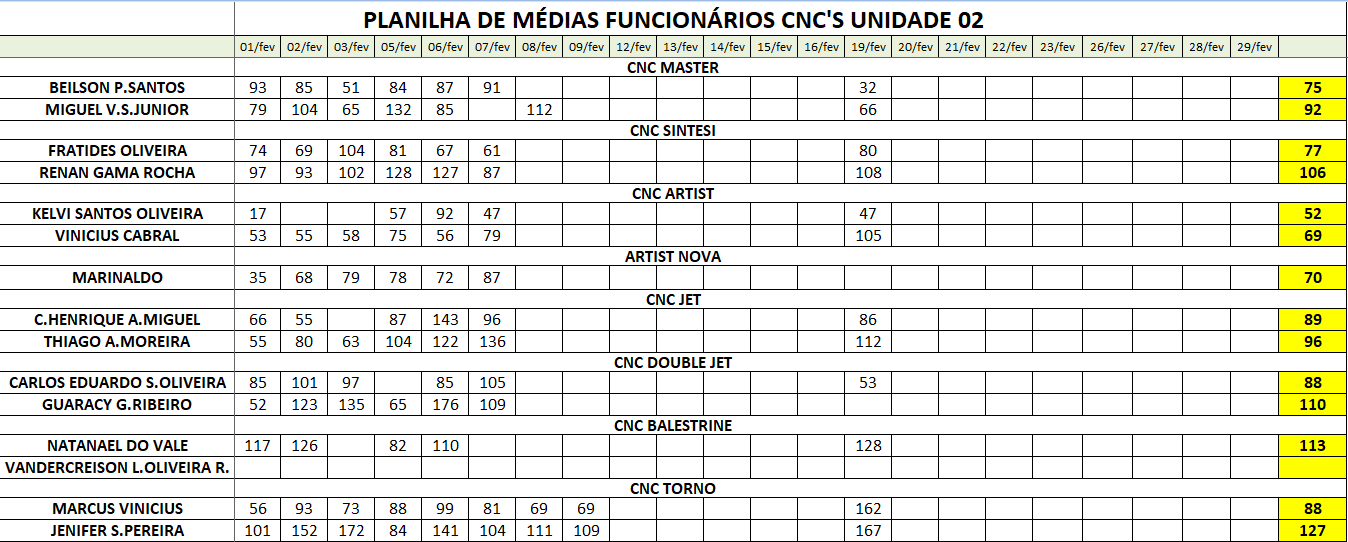 PLANILHA DE MÉDIAS FUNCIONÁRIOS CNC'S UNIDADE 02
01/fev 02/fev 03/fev 05/fev 06/fev 07/fev 08/fev 09/fev 12/fev 13/fev 14/fev 15/fev 16/fev 19/fev 20/fev 21/fev 22/fev 23/fev 26/fev 27/fev 28/fev 29/fev
CNC MASTER
BEILSON P.SANTOS 93 85 51 84 87 91 32 75
MIGUEL V.S.JUNIOR 79 104 65 132 85 112 66 92
CNC SINTESI
FRATIDES OLIVEIRA 74 69 104 81 67 61 80 77
RENAN GAMA ROCHA 97 93 102 128 127 87 108 106
CNC ARTIST
KELVI SANTOS OLIVEIRA 17 57 92 47 47 52
VINICIUS CABRAL 53 55 58 75 56 79 105 69
ARTIST NOVA
MARINALDO 35 68 79 78 72 87 70
CNC JET
C.HENRIQUE A.MIGUEL 66 55 87 143 96 86 89
THIAGO A.MOREIRA 55 80 63 104 122 136 112 96
CNC DOUBLE JET
CARLOS EDUARDO S.OLIVEIRA 85 101 97 85 105 53 88
GUARACY G.RIBEIRO 52 123 135 65 176 109 110
CNC BALESTRINE
NATANAEL DO VALE 117 126 82 110 128 113
VANDERCREISON L.OLIVEIRA R.
CNC TORNO
MARCUS VINICIUS 56 93 73 88 99 81 69 69 162 88
JENIFER S.PEREIRA 101 152 172 84 141 104 111 109 167 127